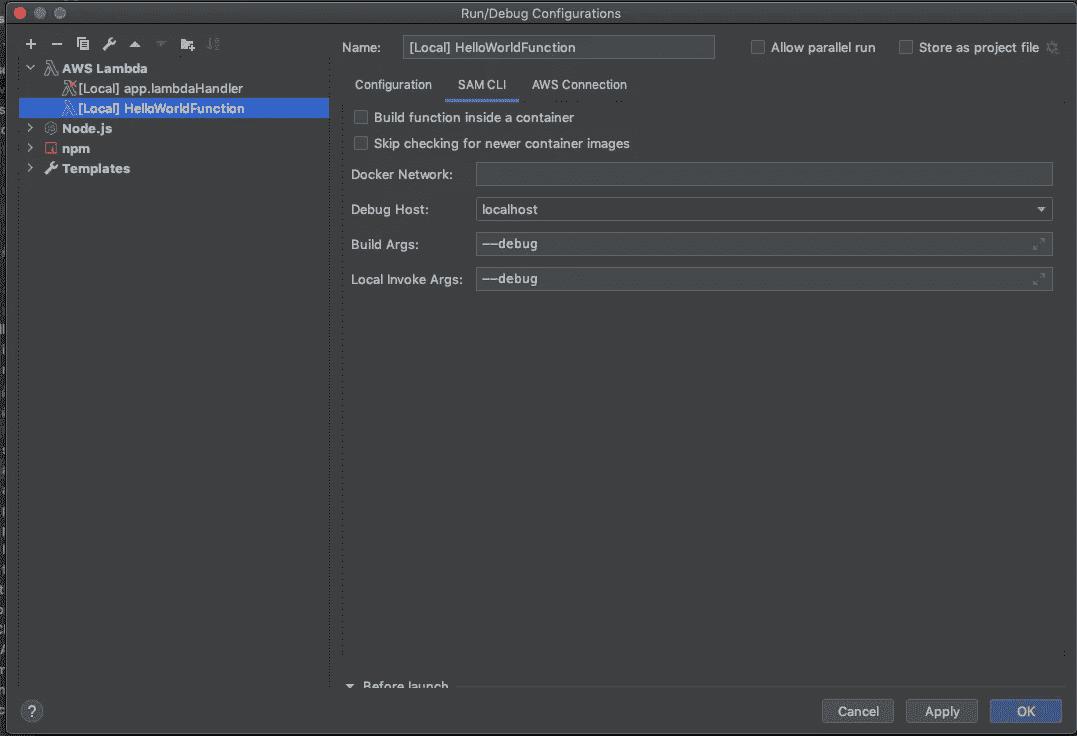 Run/Debug Configurations
Name: [Local] HelloWorldFunction Allow parallel run Store as project file
AWS Lambda
[Local] app.lambdaHandler
[Local] HelloWorldFunction
Node.js
npm
Templates
Configuration SAM CLI AWS Connection
Build function inside a container
Skip checking for newer container images
Docker Network:
Debug Host: localhost
Build Args: --debug
Local Invoke Args: --debug
Before launch
? Cancel Apply OK